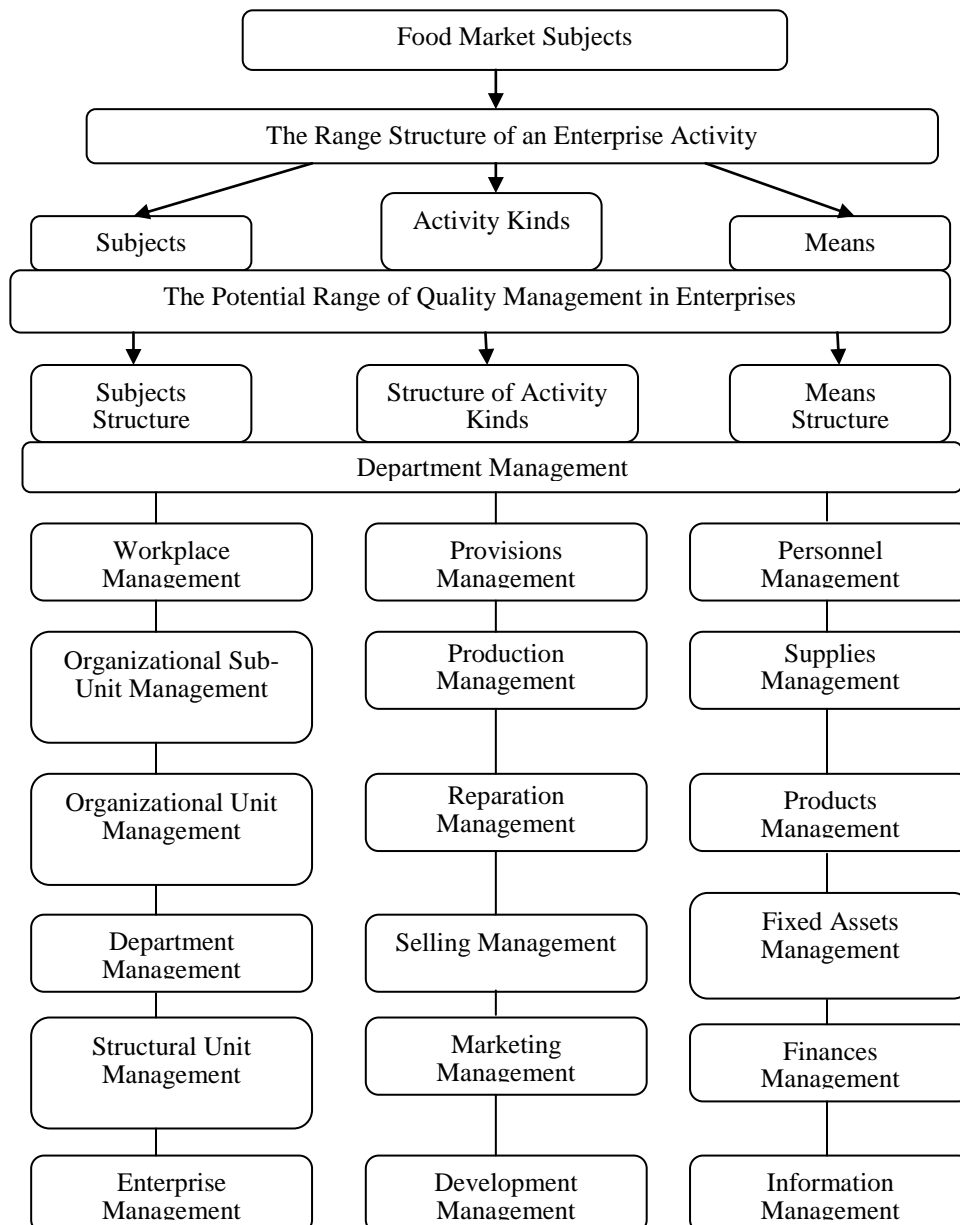 Food Market Subjects
The Range Structure of an Enterprise Activity
Subjects
Activity Kinds
Means
The Potential Range of Quality Management in Enterprises
Subjects
Structure
Structure of Activity
Kinds
Means
Structure
Department Management
Workplace
Management
Provisions
Management
Personnel
Management
Organizational Sub-
Unit Management
Production
Management
Supplies
Management
Organizational Unit
Management
Reparation
Management
Products
Management
Department
Management
Selling Management
Fixed Assets
Management
Structural Unit
Management
Marketing
Management
Finances
Management
Enterprise
Management
Development
Management
Information
Management